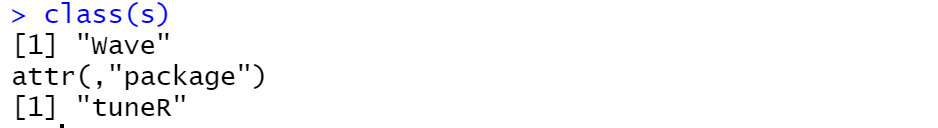 > class(s)
[1] "Wave"
attr(,"package")
[1] "tuneR"